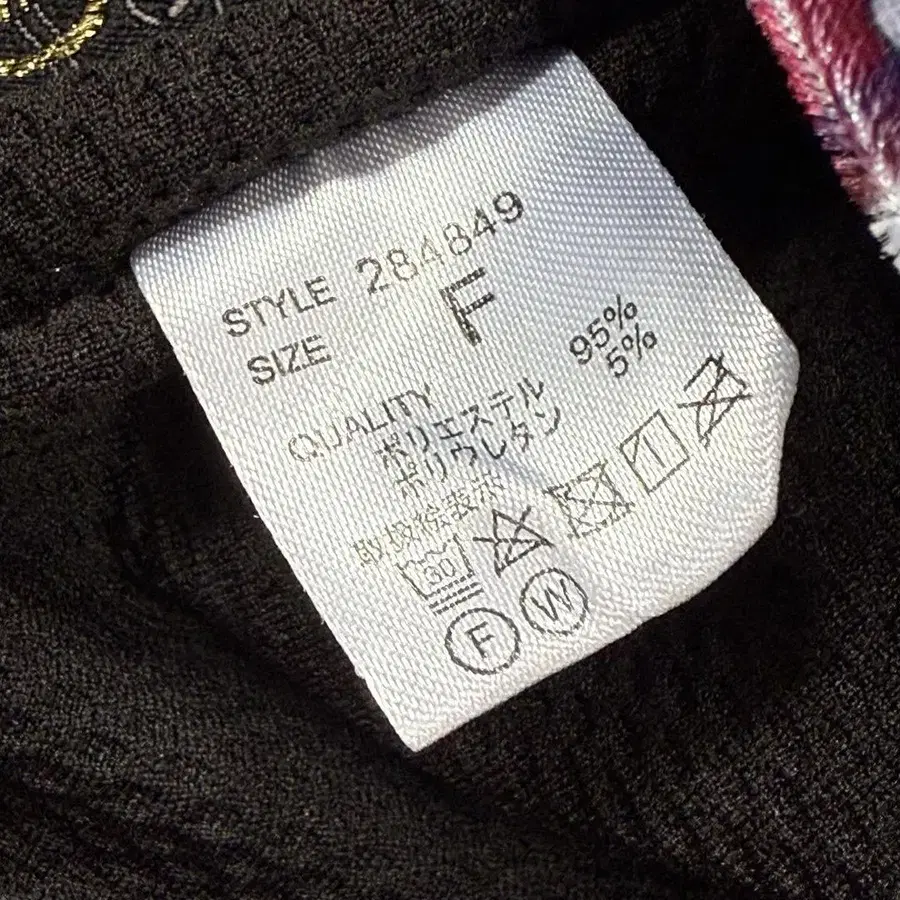 STYLE 284849
SIZE F
QUALITY
ポリエステル 95%
ポリウレタン 5%
取扱絵表示
30
F W